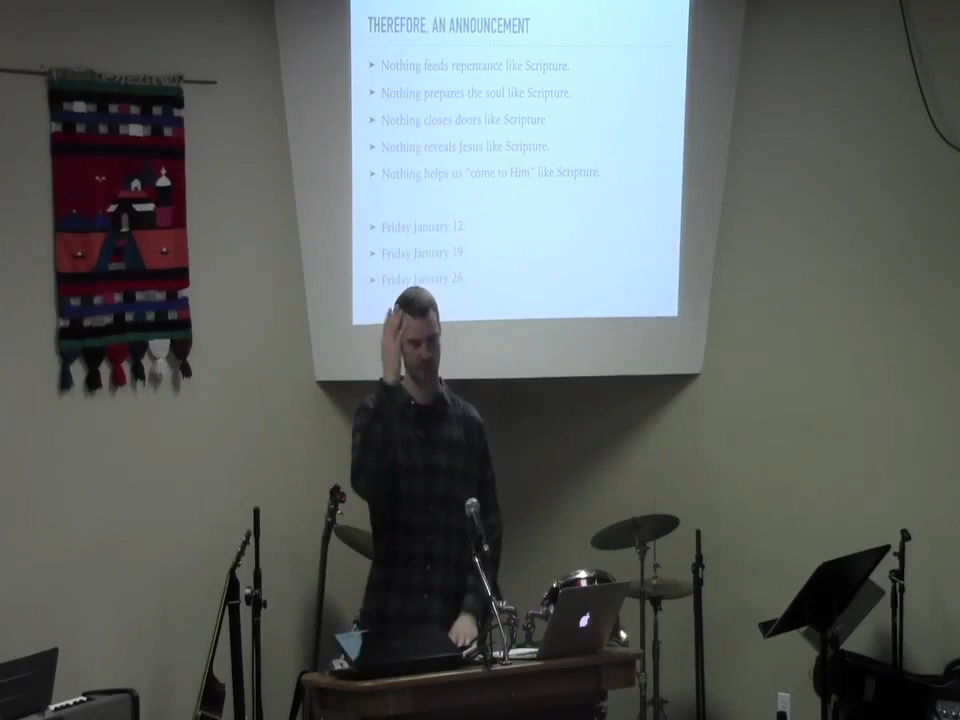 THEREFORE, AN ANNOUNCEMENT
➤ Nothing feeds repentance like Scripture.
➤ Nothing prepares the soul like Scripture.
➤ Nothing closes doors like Scripture
➤ Nothing reveals Jesus like Scripture.
➤ Nothing helps us "come to Him" like Scripture.
➤ Friday January 12.
➤ Friday January 19
➤ Friday January 26.